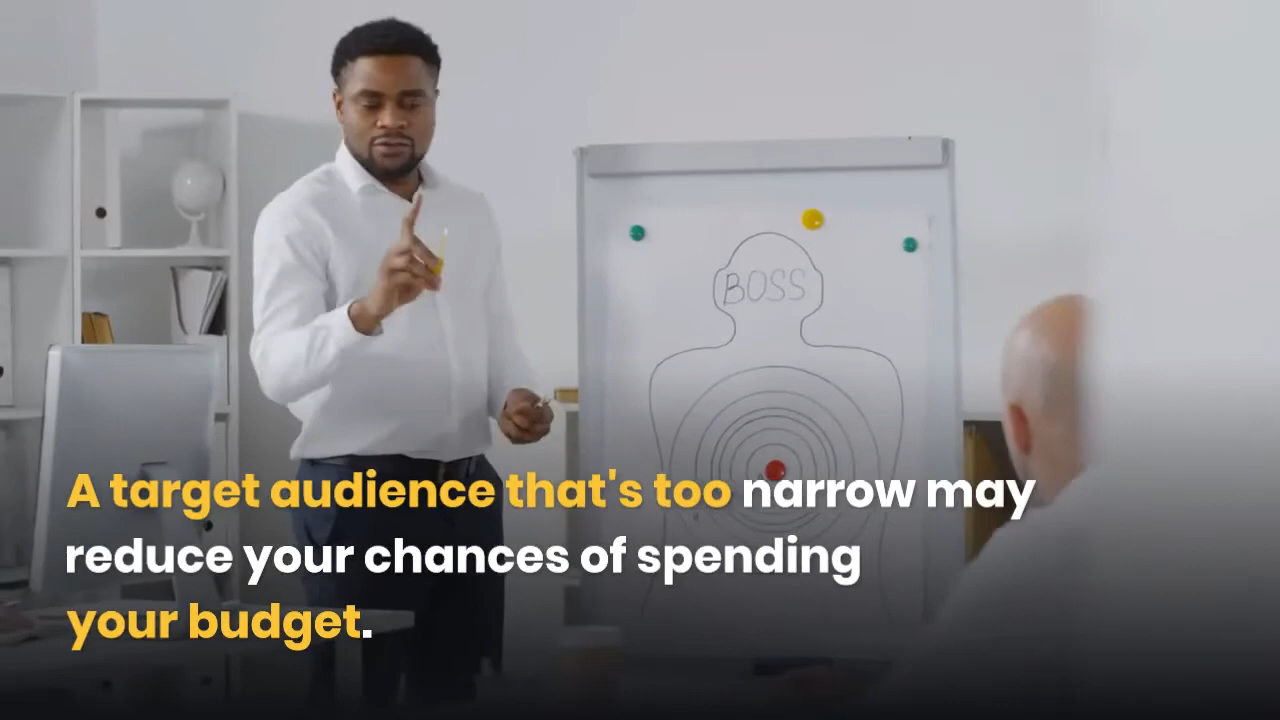 BOSS
A target audience that's too narrow may
reduce your chances of spending
your budget.